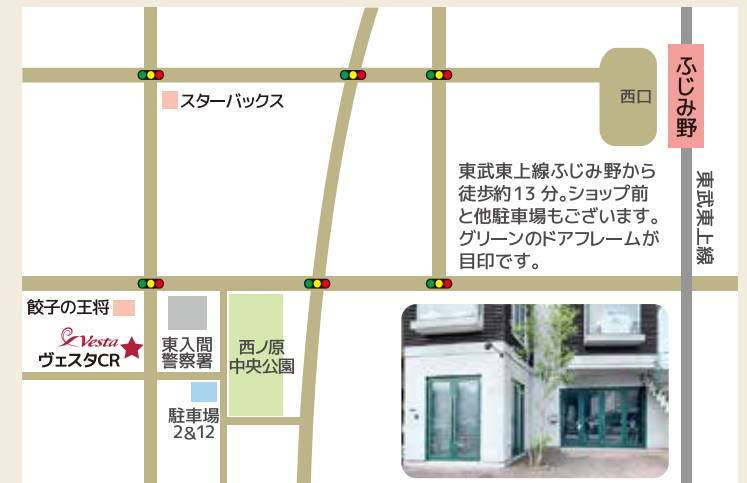 ふじみ野
西口
スターバックス
東武東上線ふじみ野から
徒歩約13分。ショップ前
と他駐車場もございます。
グリーンのドアフレームが
目印です。
東武東上線
餃子の王将
Vesta
ヴェスタCR
東入間
警察署
西ノ原
中央公園
駐車場
2&12